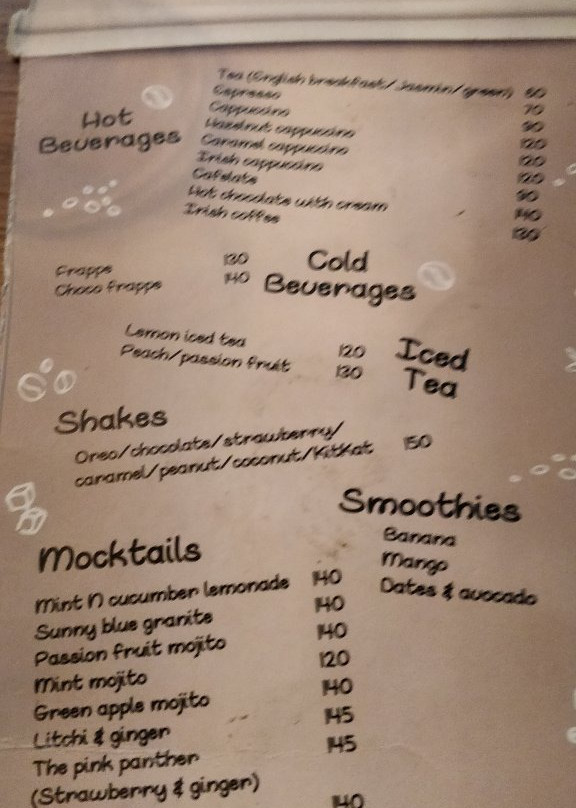 Hot
Beverages
Tea (English breakfast/Jasmin/green) 60
Espresso 70
Cappuccino 90
Hazelnut cappuccino 120
Caramel cappuccino 120
Irish cappuccino 120
Cafelate 90
Hot chocolate with cream 140
Irish coffee 130
Cold
Beverages
Frappe 130
Choco frappe 140
Iced
Tea
Lemon iced tea 120
Peach/passion fruit 130
Shakes
Oreo/chocolate/strawberry/
caramel/peanut/coconut/KitKat 150
Smoothies
Banana
Mango
Dates & avocado
Mocktails
Mint N cucumber lemonade 140
Sunny blue granite 140
Passion fruit mojito 140
Mint mojito 120
Green apple mojito 140
Litchi & ginger 145
The pink panther 145
(Strawberry & ginger)
140